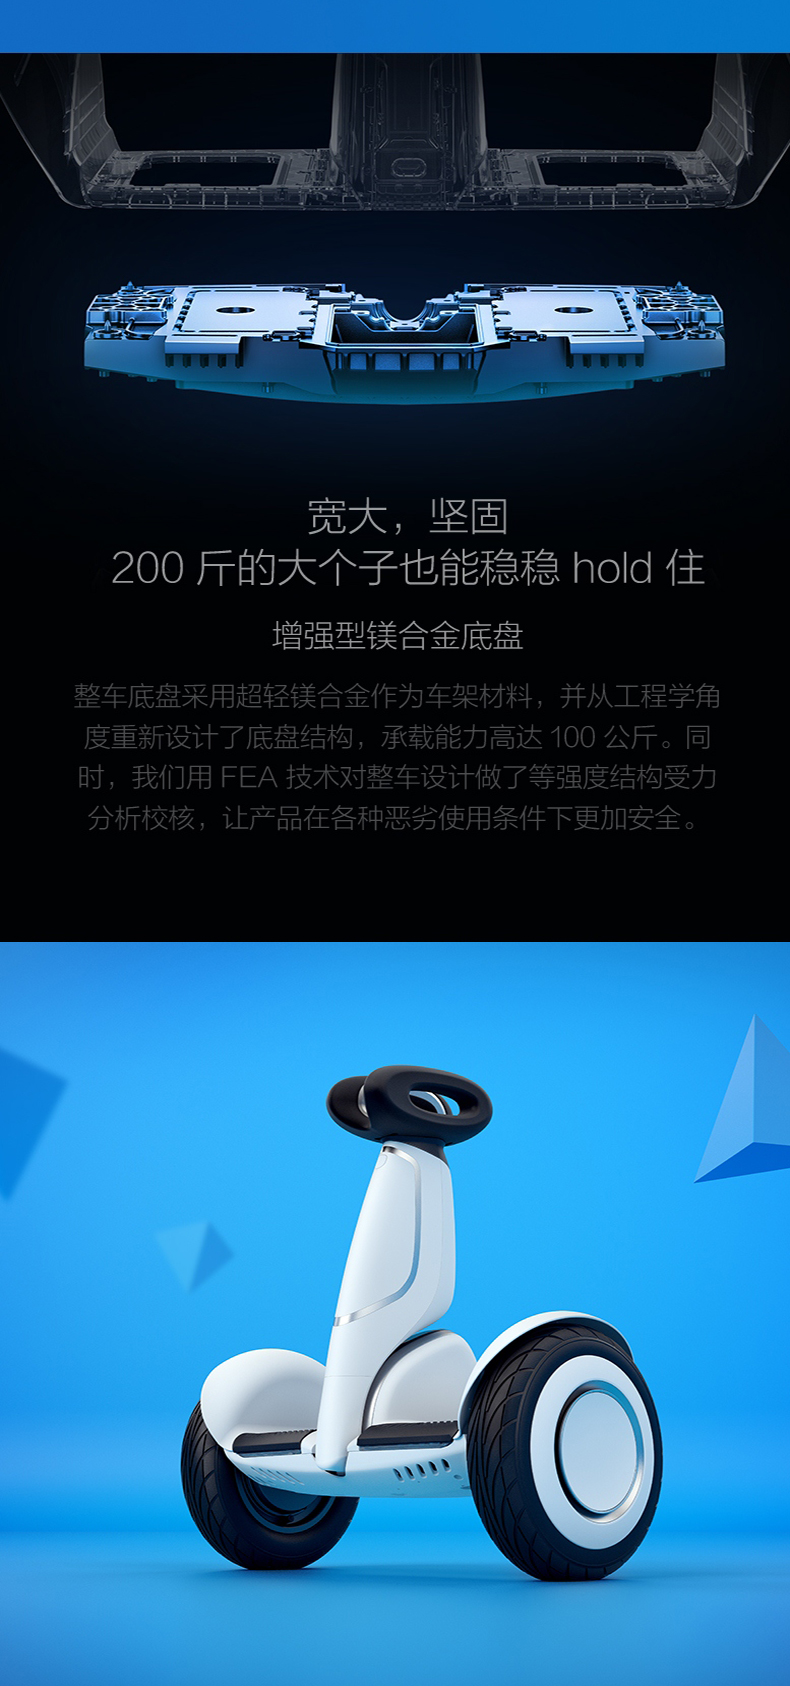 宽大，坚固
200 斤的大个子也能稳稳 hold 住
增强型镁合金底盘
整车底盘采用超轻镁合金作为车架材料，并从工程学角
度重新设计了底盘结构，承载能力高达 100 公斤。同
时，我们用 FEA 技术对整车设计做了等强度结构受力
分析校核，让产品在各种恶劣使用条件下更加安全。